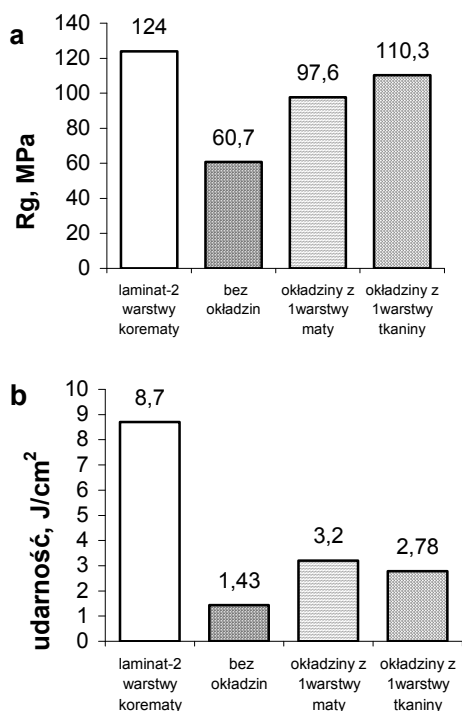 a
Rg, MPa
140
120
100
80
60
40
20
0
124
60,7
97,6
110,3
laminat-2
warstwy
korematy
bez
okładzin
okładziny z
1warstwy
maty
okładziny z
1warstwy
tkaniny
b
udarność, J/cm²
10
9
8
7
6
5
4
3
2
1
0
8,7
1,43
3,2
2,78
laminat-2
warstwy
korematy
bez
okładzin
okładziny z
1warstwy
maty
okładziny z
1warstwy
tkaniny